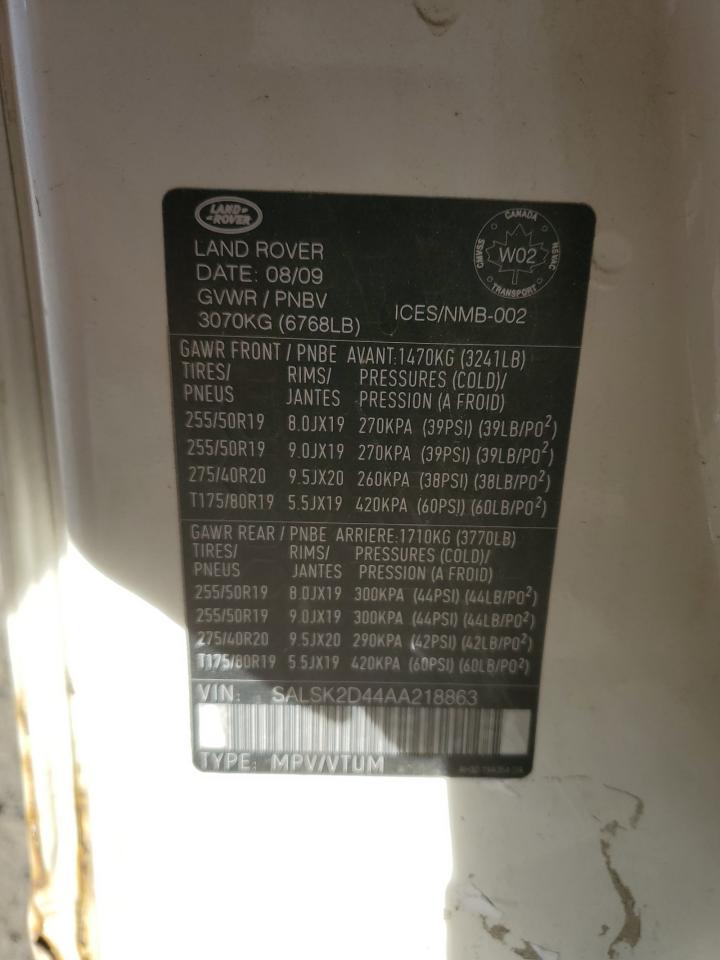 LAND ROVER
LAND ROVER
DATE: 08/09
GVWR / PNBV
3070KG (6768LB)
CANADA
CMVSS
W02
NSVAC
TRANSPORT
ICES/NMB-002
GAWR FRONT / PNBE AVANT:1470KG (3241LB)
TIRES/ RIMS/ PRESSURES (COLD)/
PNEUS JANTES PRESSION (A FROID)
255/50R19 8.0JX19 270KPA (39PSI) (39LB/PO²)
255/50R19 9.0JX19 270KPA (39PSI) (39LB/PO²)
275/40R20 9.5JX20 260KPA (38PSI) (38LB/PO²)
T175/80R19 5.5JX19 420KPA (60PSI) (60LB/PO²)
GAWR REAR / PNBE ARRIERE:1710KG (3770LB)
TIRES/ RIMS/ PRESSURES (COLD)/
PNEUS JANTES PRESSION (A FROID)
255/50R19 8.0JX19 300KPA (44PSI) (44LB/PO²)
255/50R19 9.0JX19 300KPA (44PSI) (44LB/PO²)
275/40R20 9.5JX20 290KPA (42PSI) (42LB/PO²)
T175/80R19 5.5JX19 420KPA (60PSI) (60LB/PO²)
VIN: SALSK2D44AA218863
TYPE: MPV/VTUM